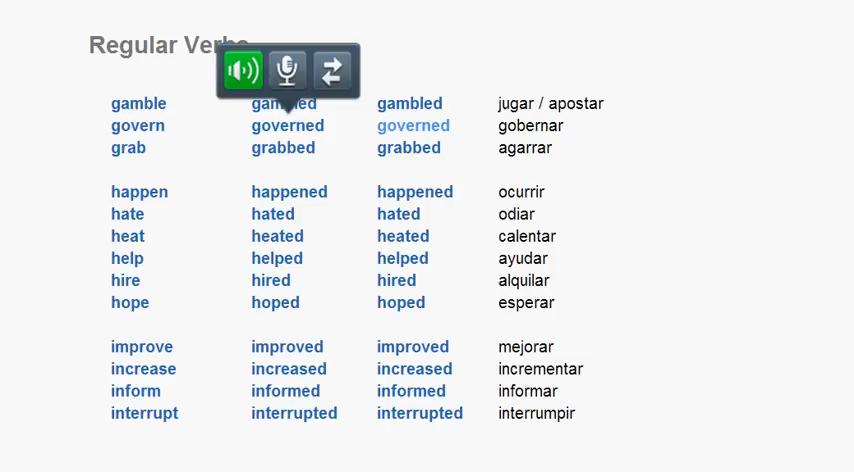 Regular Verbs
gamble gambled gambled jugar / apostar
govern governed governed gobernar
grab grabbed grabbed agarrar
happen happened happened ocurrir
hate hated hated odiar
heat heated heated calentar
help helped helped ayudar
hire hired hired alquilar
hope hoped hoped esperar
improve improved improved mejorar
increase increased increased incrementar
inform informed informed informar
interrupt interrupted interrupted interrumpir